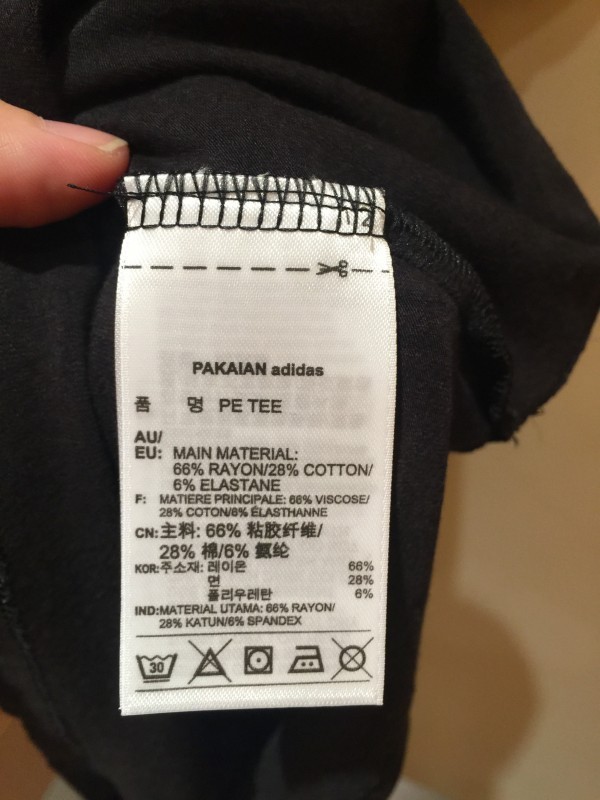 PAKAIAN adidas
품 명 PE TEE
AU/
EU: MAIN MATERIAL:
66% RAYON/28% COTTON/
6% ELASTANE
F: MATIERE PRINCIPALE: 66% VISCOSE/
28% COTON/6% ÉLASTHANNE
CN:主料: 66% 粘胶纤维/
28% 棉/6% 氨纶
KOR:주소재: 레이온 66%
면 28%
폴리우레탄 6%
IND:MATERIAL UTAMA: 66% RAYON/
28% KATUN/6% SPANDEX
30